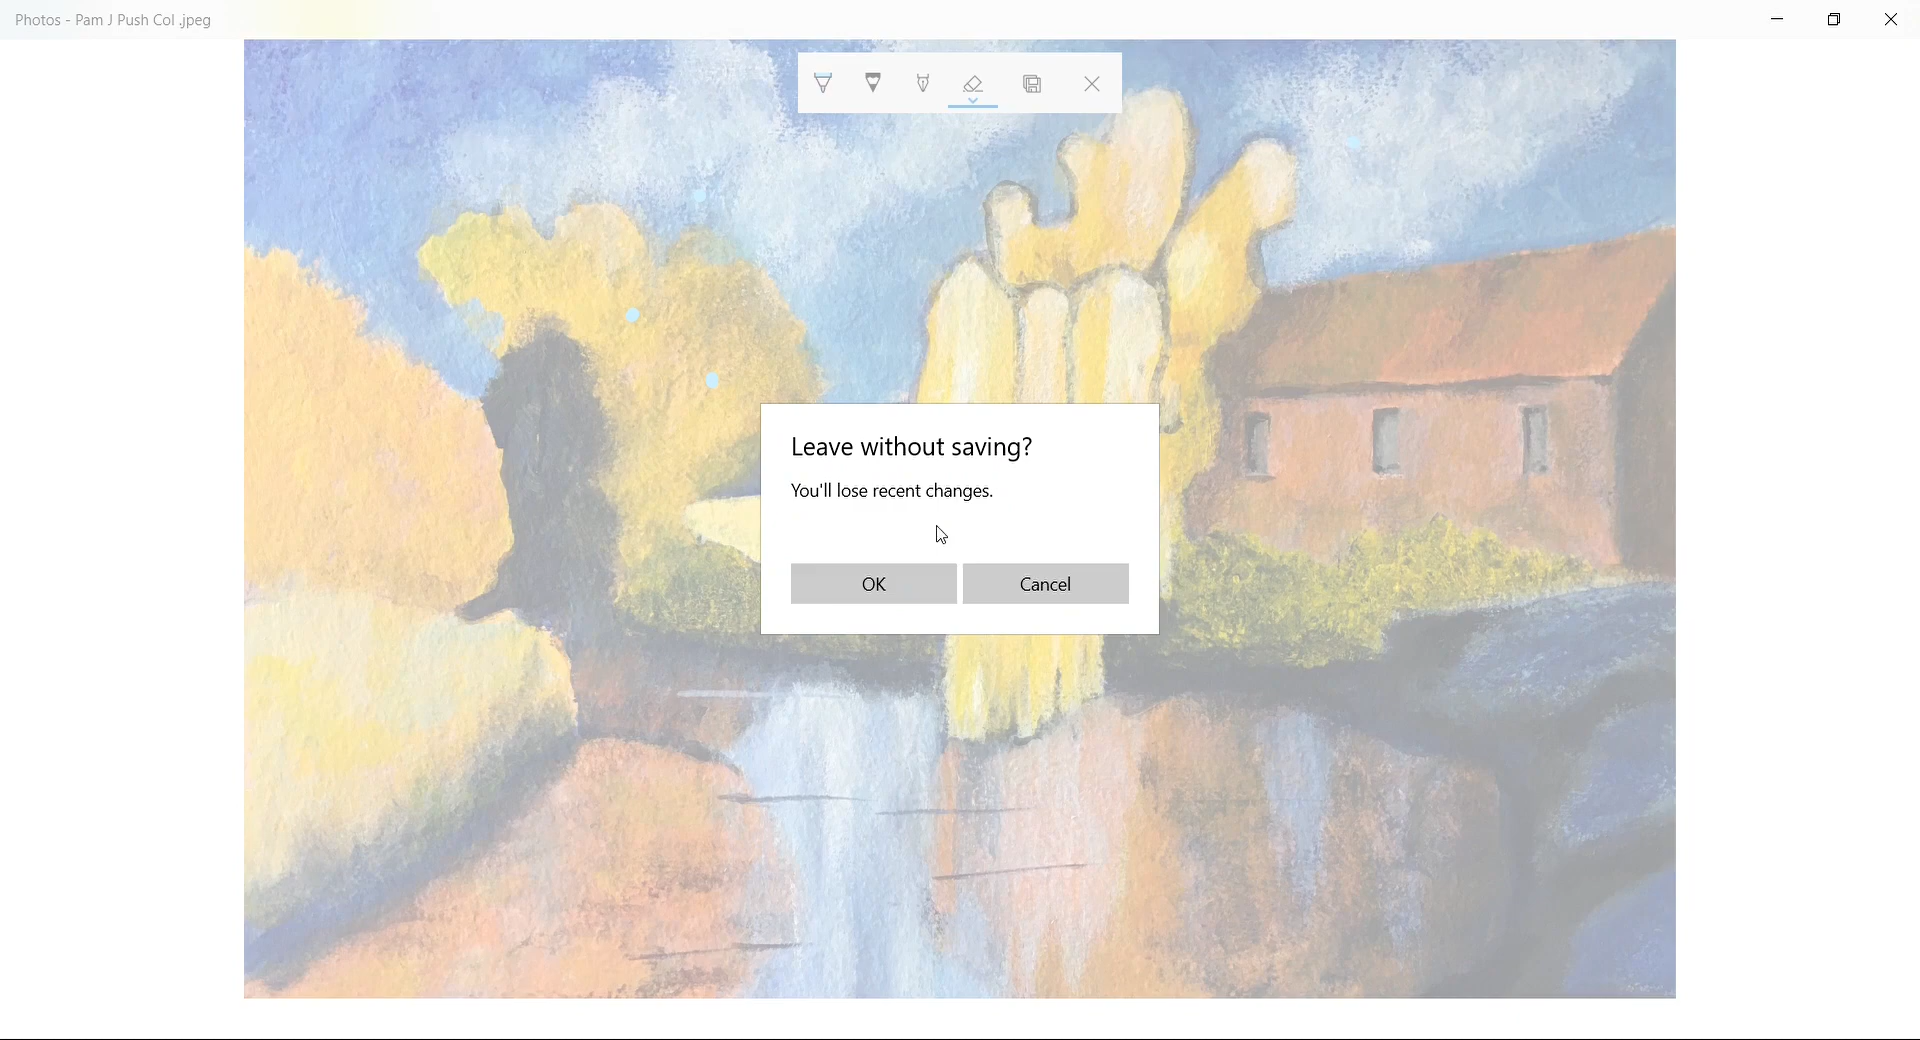 Photos - Pam J Push Col .jpeg
Leave without saving?
You'll lose recent changes.
OK
Cancel